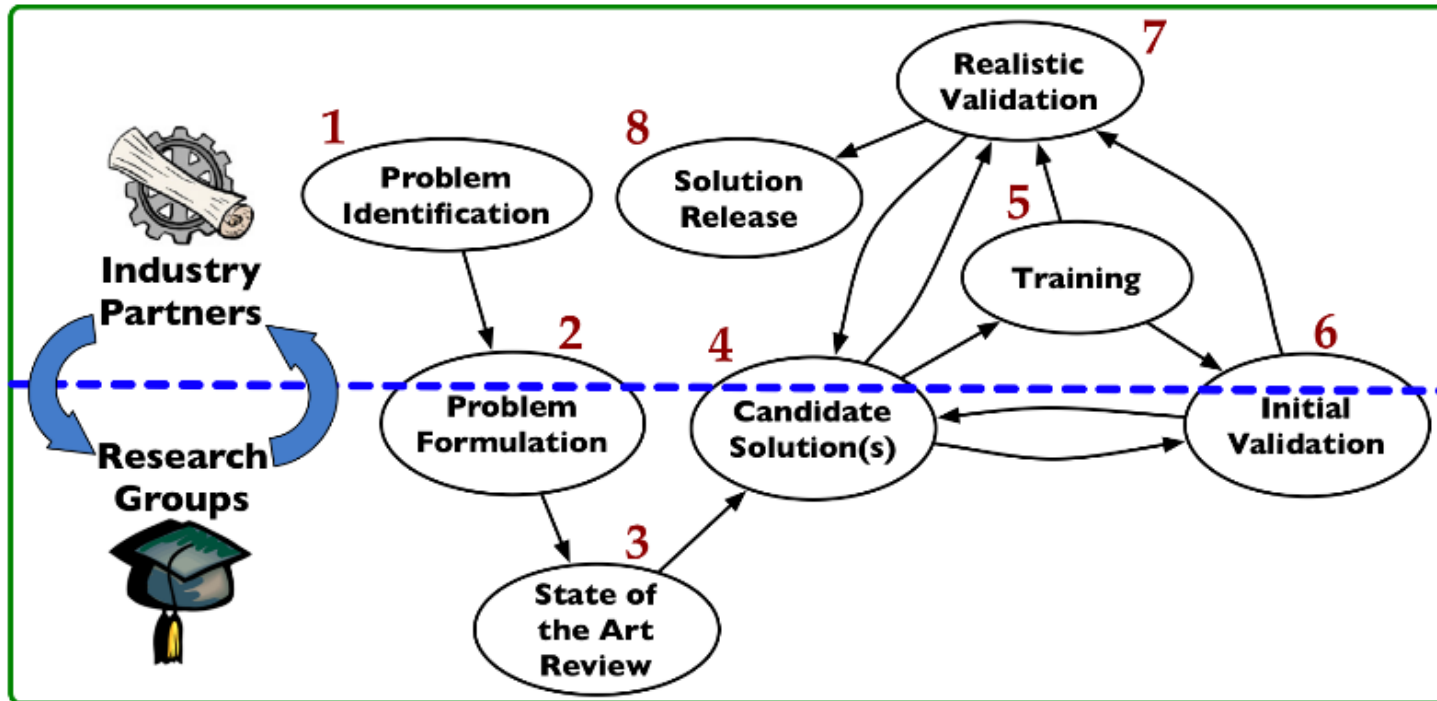 Industry
Partners
Research
Groups
1
Problem
Identification
2
Problem
Formulation
3
State of
the Art
Review
4
Candidate
Solution(s)
5
Training
6
Initial
Validation
7
Realistic
Validation
8
Solution
Release